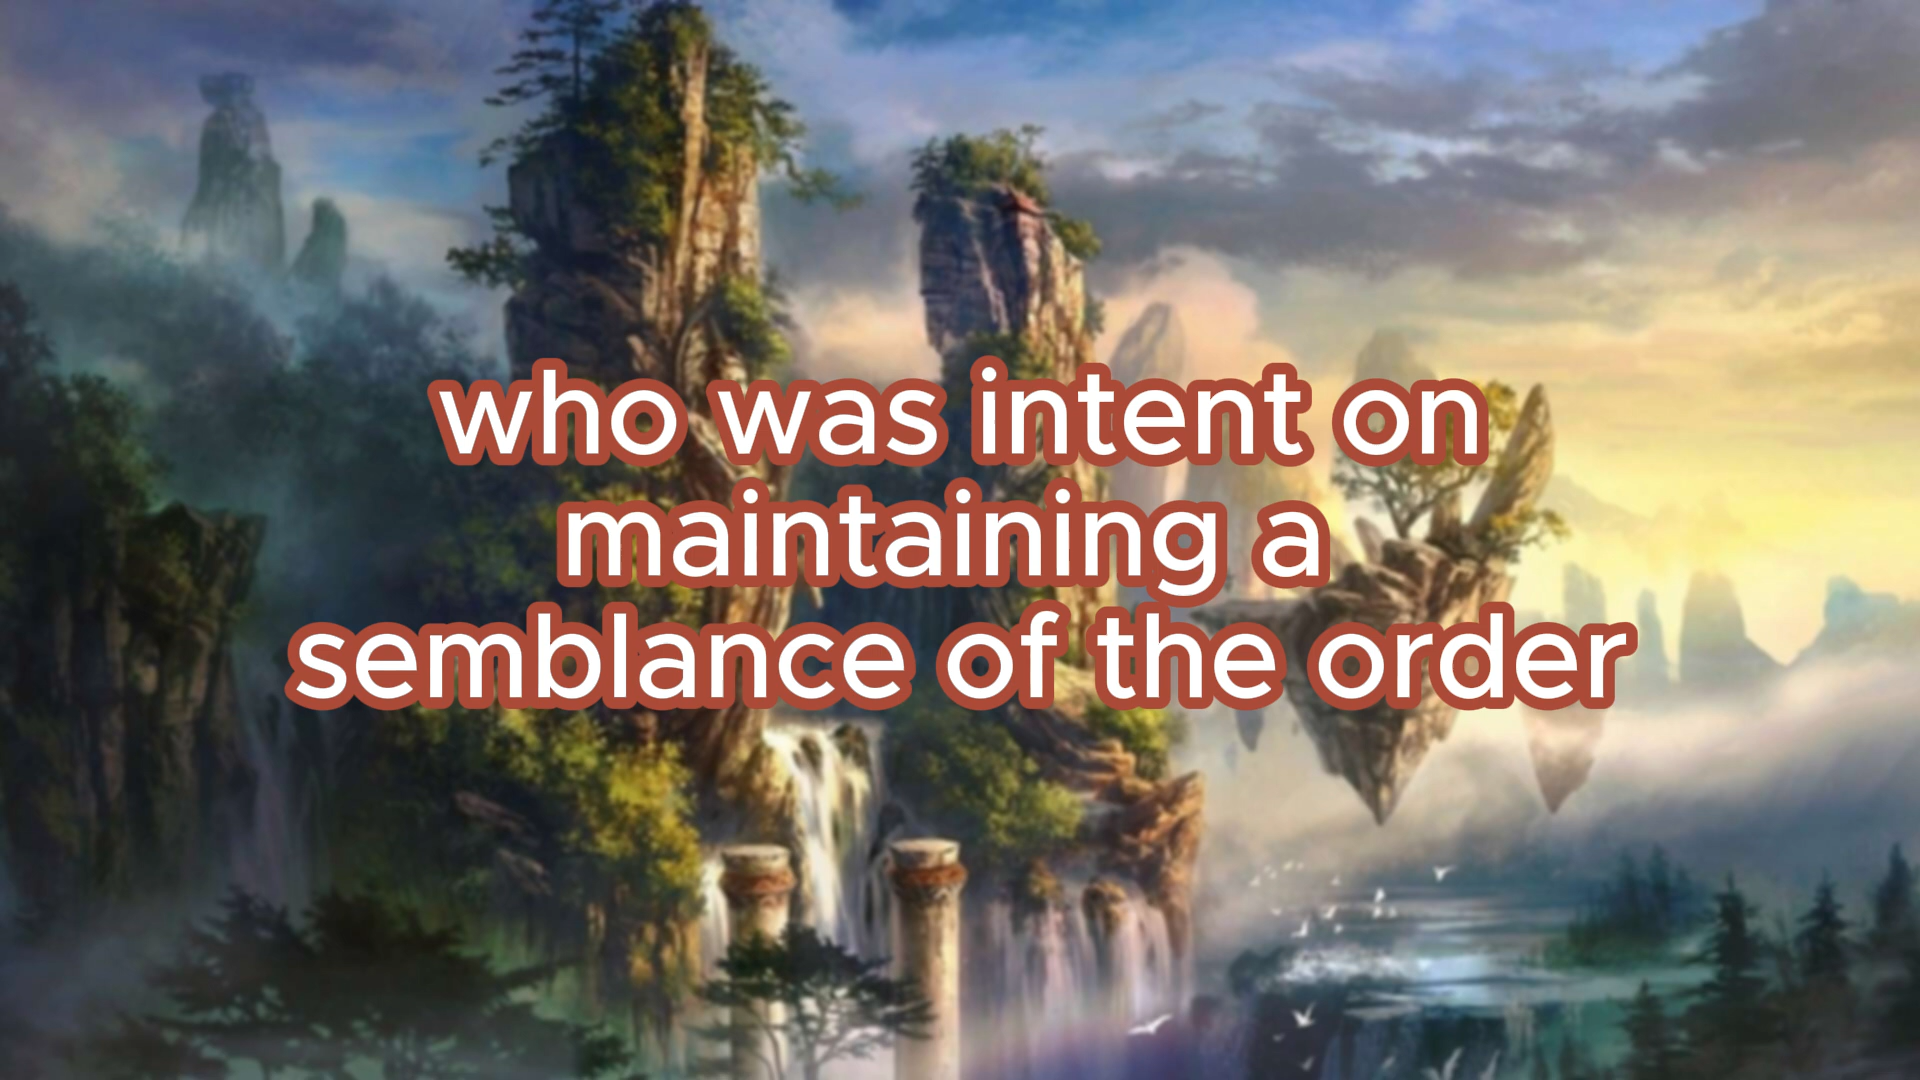 who was intent on
maintaining a
semblance of the order